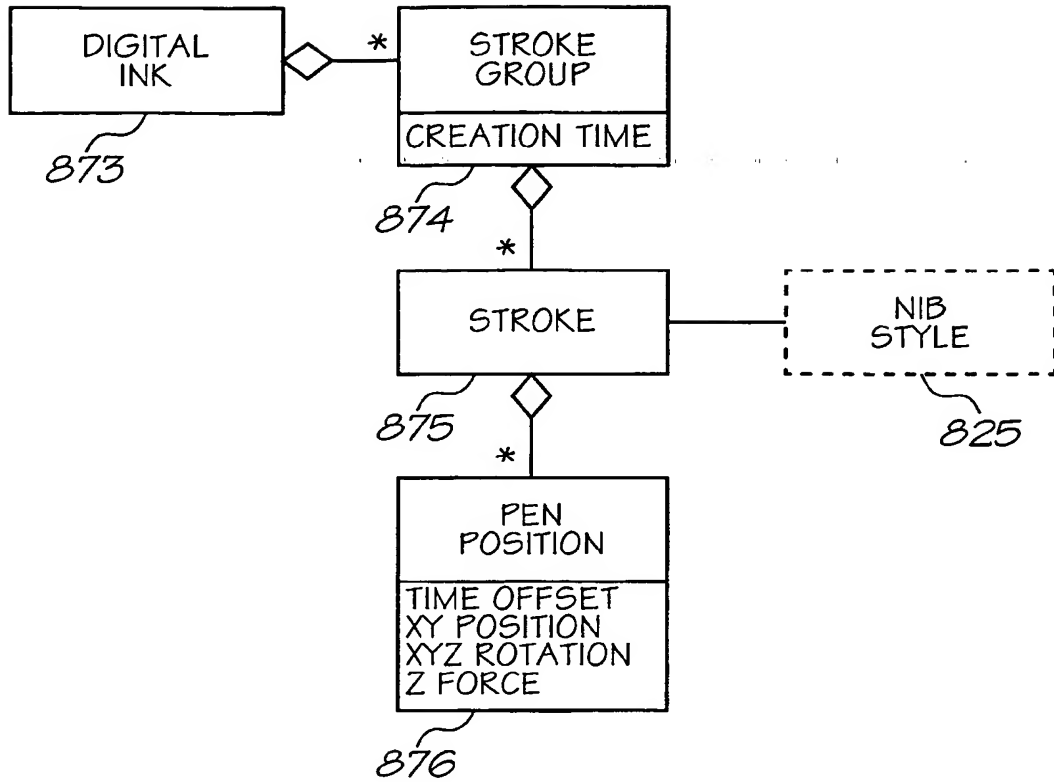 DIGITAL
INK
*
STROKE
GROUP
CREATION TIME
873
874
*
STROKE
NIB
STYLE
875
825
*
PEN
POSITION
TIME OFFSET
XY POSITION
XYZ ROTATION
Z FORCE
876